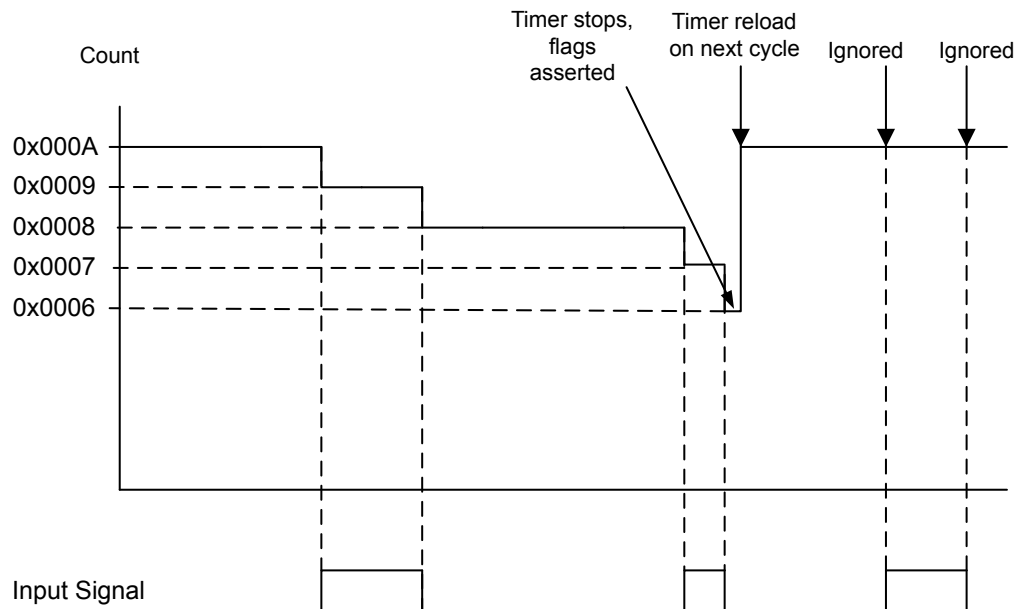 Timer stops,
flags
asserted
Timer reload
on next cycle
Ignored
Ignored
Count
0x000A
0x0009
0x0008
0x0007
0x0006
Input Signal